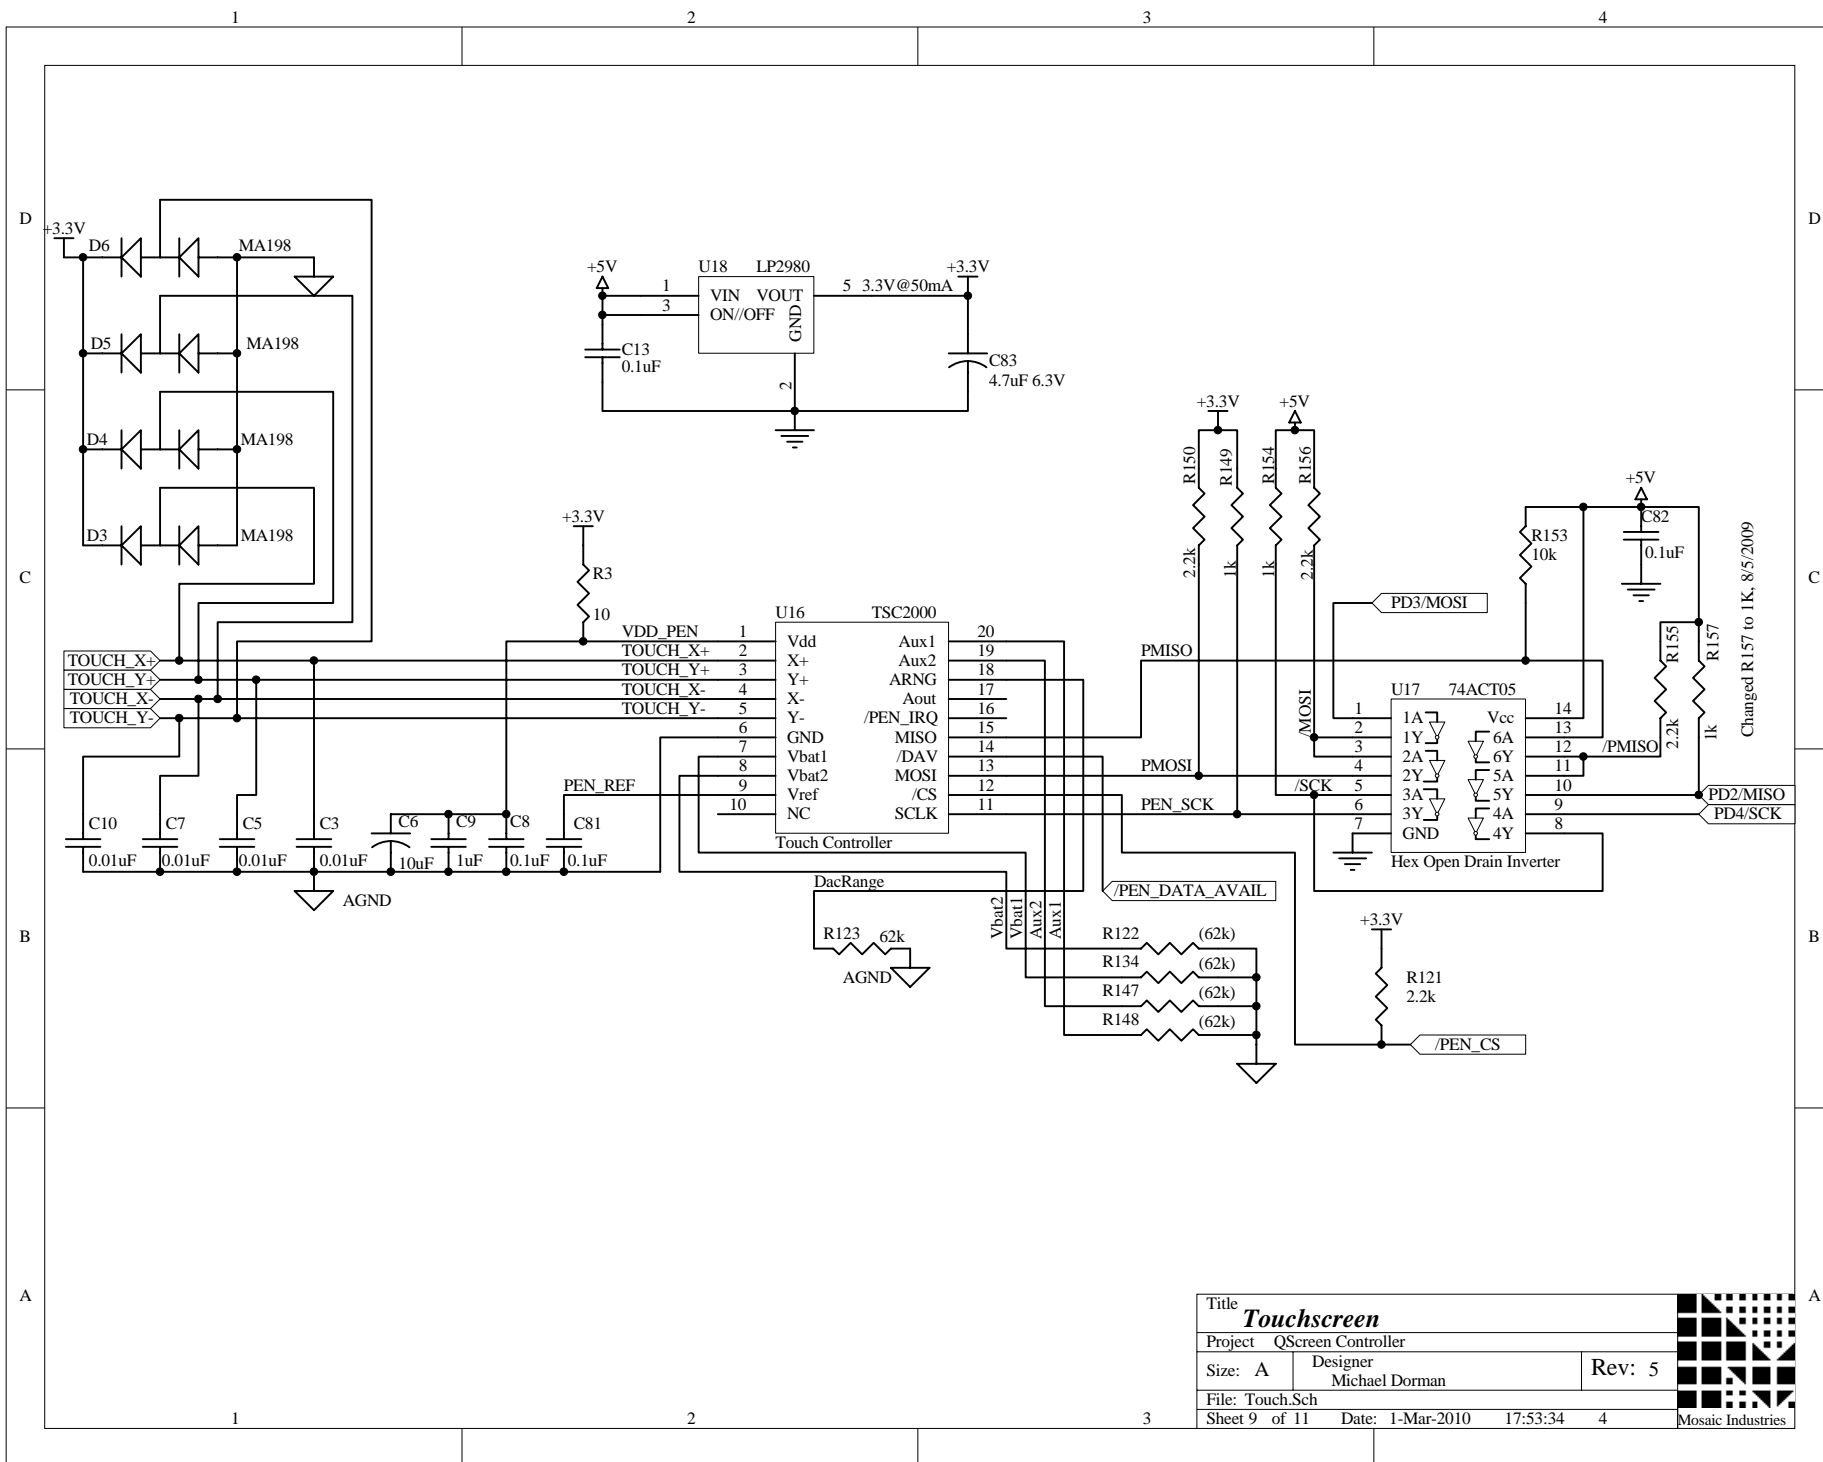 1 2 3 4
D D
+3.3V
D6 MA198
D5 MA198
D4 MA198
D3 MA198
+5V U18 LP2980 +3.3V
1 VIN VOUT 5 3.3V@50mA
3 ON//OFF
GND
2
C13
0.1uF
C83
4.7uF 6.3V
+3.3V +5V
R150 R149 R154 R156
2.2k 1k 1k 2.2k
+5V
C82
0.1uF
R153
10k
Changed R157 to 1K, 8/5/2009
C C
+3.3V
R3
10
PD3/MOSI
R155 R157
2.2k 1k
U16 TSC2000
VDD_PEN 1 Vdd Aux1 20
TOUCH_X+ TOUCH_X+ 2 X+ Aux2 19 PMISO
TOUCH_Y+ TOUCH_Y+ 3 Y+ ARNG 18
TOUCH_X- TOUCH_X- 4 X- Aout 17
TOUCH_Y- TOUCH_Y- 5 Y- /PEN_IRQ 16
6 GND MISO 15
7 Vbat1 /DAV 14
8 Vbat2 MOSI 13 PMOSI
PEN_REF 9 Vref /CS 12
10 NC SCLK 11 PEN_SCK
Touch Controller
/MOSI
U17 74ACT05
1 1A Vcc 14
2 1Y 6A 13
3 2A 6Y 12 /PMISO
4 2Y 5A 11
/SCK 5 3A 5Y 10 PD2/MISO
6 3Y 4A 9 PD4/SCK
7 GND 4Y 8
Hex Open Drain Inverter
C10 C7 C5 C3 C6 C9 C8 C81
0.01uF 0.01uF 0.01uF 0.01uF 10uF 1uF 0.1uF 0.1uF
AGND
DacRange
/PEN_DATA_AVAIL
Vbat2 Vbat1 Aux2 Aux1
R123 62k
AGND
R122 (62k)
R134 (62k)
R147 (62k)
R148 (62k)
+3.3V
R121
2.2k
/PEN_CS
B B
A A
Title Touchscreen
Project QScreen Controller
Size: A Designer Michael Dorman Rev: 5
File: Touch.Sch
Sheet 9 of 11 Date: 1-Mar-2010 17:53:34 4
Mosaic Industries
1 2 3